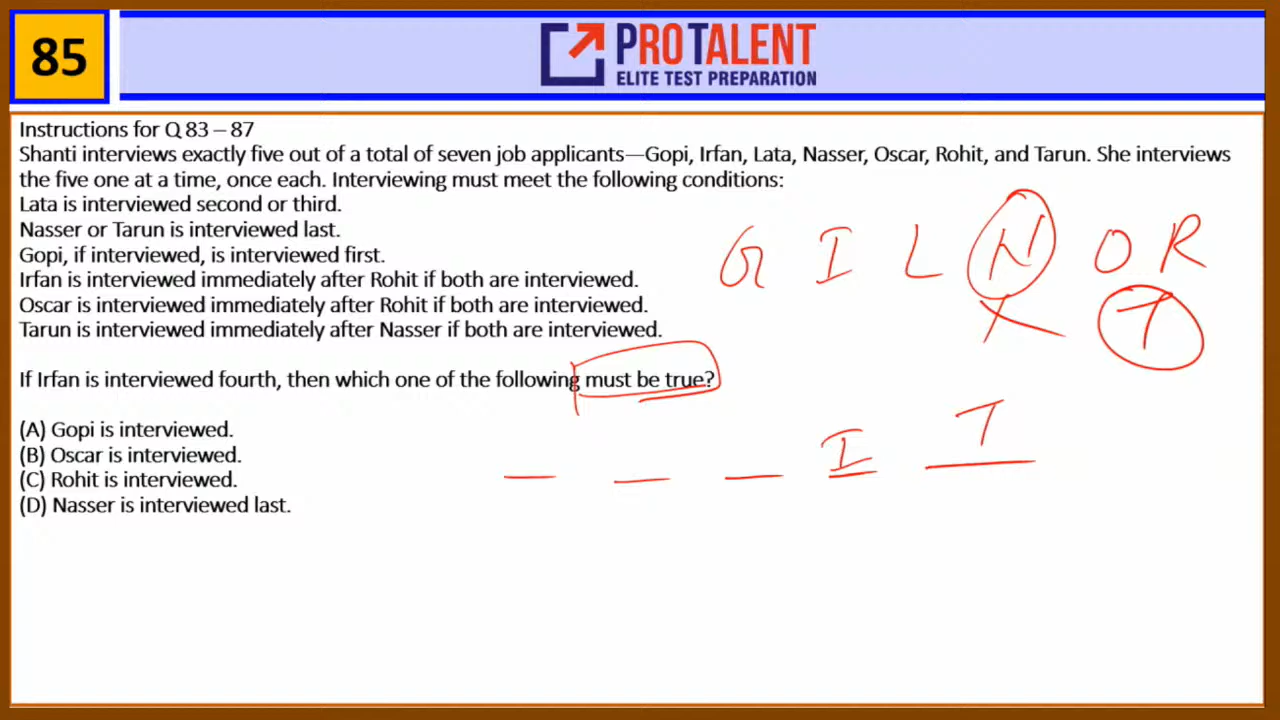 85
PROTALENT
ELITE TEST PREPARATION
Instructions for Q 83 – 87
Shanti interviews exactly five out of a total of seven job applicants—Gopi, Irfan, Lata, Nasser, Oscar, Rohit, and Tarun. She interviews
the five one at a time, once each. Interviewing must meet the following conditions:
Lata is interviewed second or third.
Nasser or Tarun is interviewed last.
Gopi, if interviewed, is interviewed first.
Irfan is interviewed immediately after Rohit if both are interviewed.
Oscar is interviewed immediately after Rohit if both are interviewed.
Tarun is interviewed immediately after Nasser if both are interviewed.
G I L N O R
T
If Irfan is interviewed fourth, then which one of the following must be true?
(A) Gopi is interviewed.
(B) Oscar is interviewed.
(C) Rohit is interviewed.
(D) Nasser is interviewed last.
I T